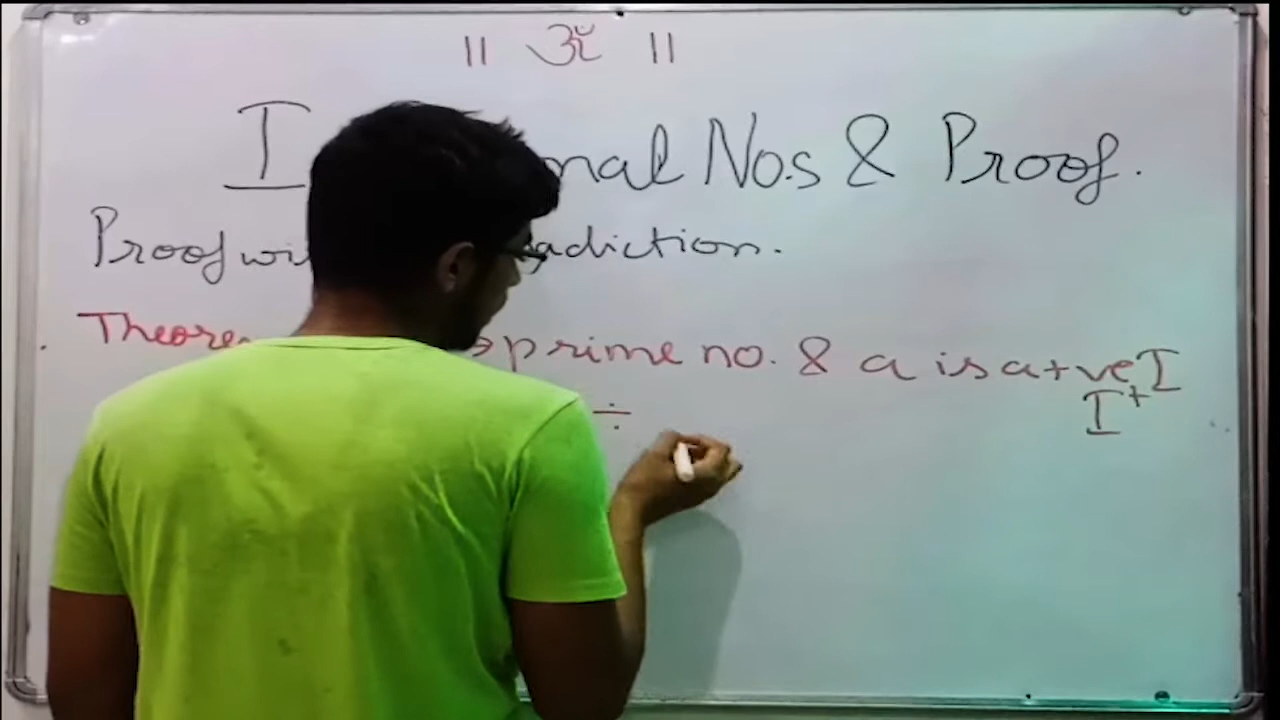 || ॐ ||
I nal Nos & Proof.
Proof wi adiction.
Theore prime no. & a is a +ve I
÷ I⁺